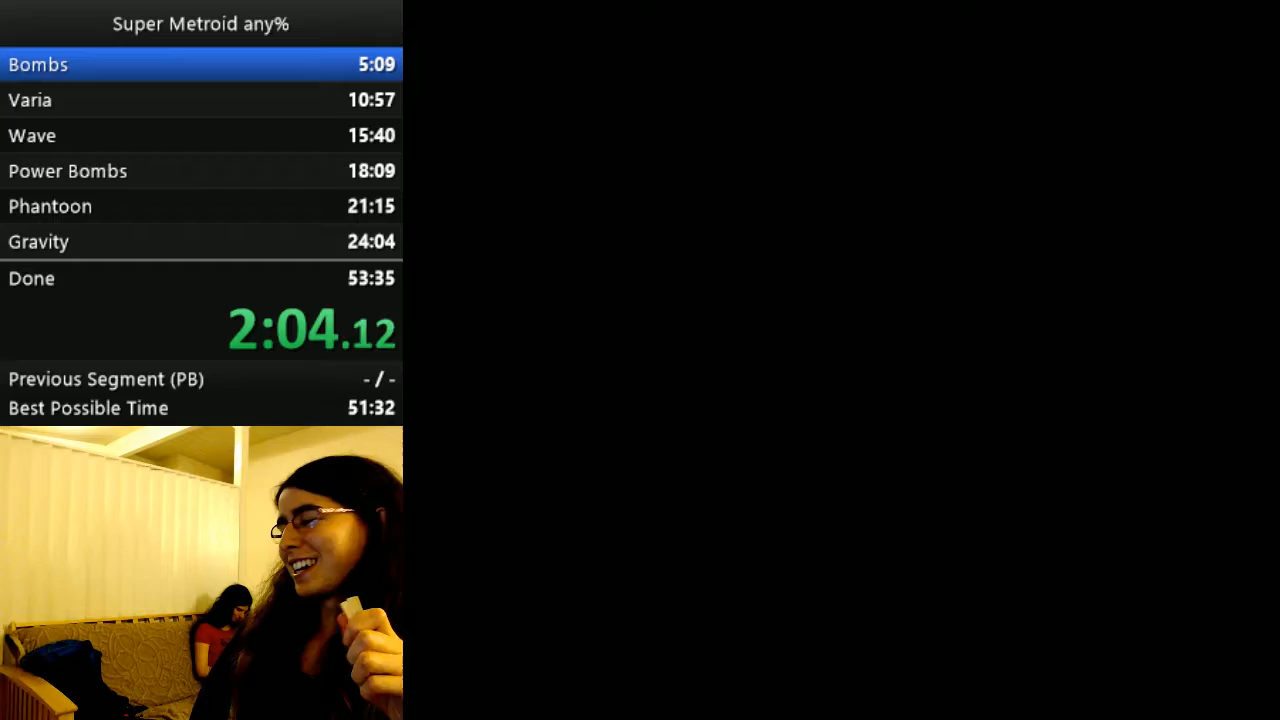 Super Metroid any%
Bombs 5:09
Varia 10:57
Wave 15:40
Power Bombs 18:09
Phantoon 21:15
Gravity 24:04
Done 53:35
2:04.12
Previous Segment (PB) - / -
Best Possible Time 51:32